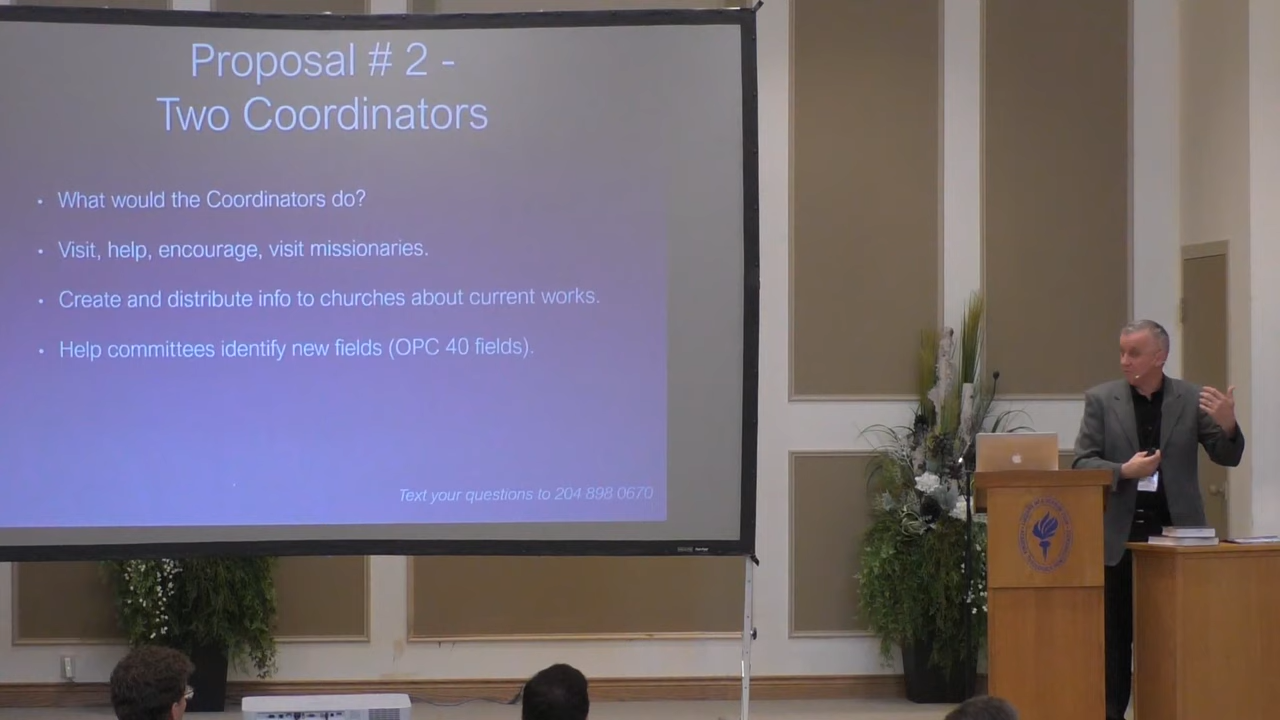 Proposal # 2 -
Two Coordinators
• What would the Coordinators do?
• Visit, help, encourage, visit missionaries.
• Create and distribute info to churches about current works.
• Help committees identify new fields (OPC 40 fields).
Text your questions to 204 898 0670